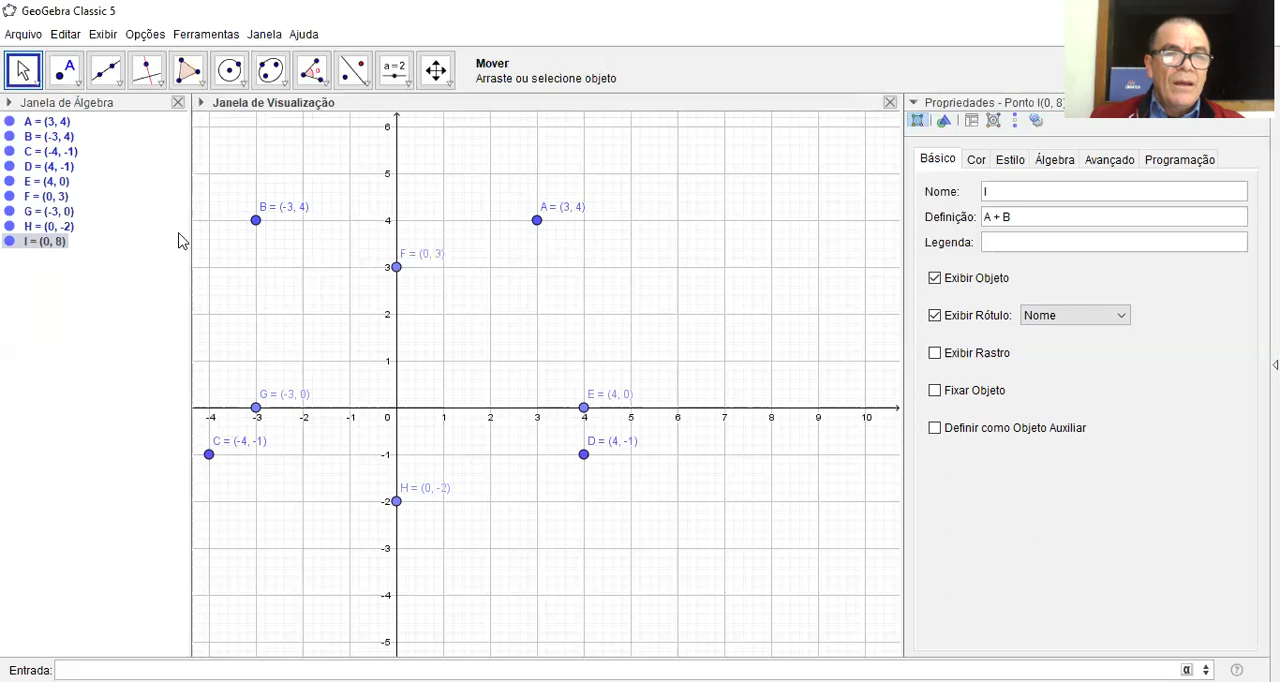 GeoGebra Classic 5
Arquivo Editar Exibir Opções Ferramentas Janela Ajuda
A a=2 Mover
Arraste ou selecione objeto
Janela de Álgebra
Janela de Visualização
Propriedades - Ponto I(0, 8)
A = (3, 4)
B = (-3, 4)
C = (-4, -1)
D = (4, -1)
E = (4, 0)
F = (0, 3)
G = (-3, 0)
H = (0, -2)
I = (0, 8)
6
5
B = (-3, 4) A = (3, 4)
4
F = (0, 3)
3
2
1
G = (-3, 0) E = (4, 0)
-4 -3 -2 -1 0 1 2 3 4 5 6 7 8 9 10
C = (-4, -1) D = (4, -1)
-1
H = (0, -2)
-2
-3
-4
-5
Básico Cor Estilo Álgebra Avançado Programação
Nome: I
Definição: A + B
Legenda:
Exibir Objeto
Exibir Rótulo: Nome
Exibir Rastro
Fixar Objeto
Definir como Objeto Auxiliar
Entrada: α